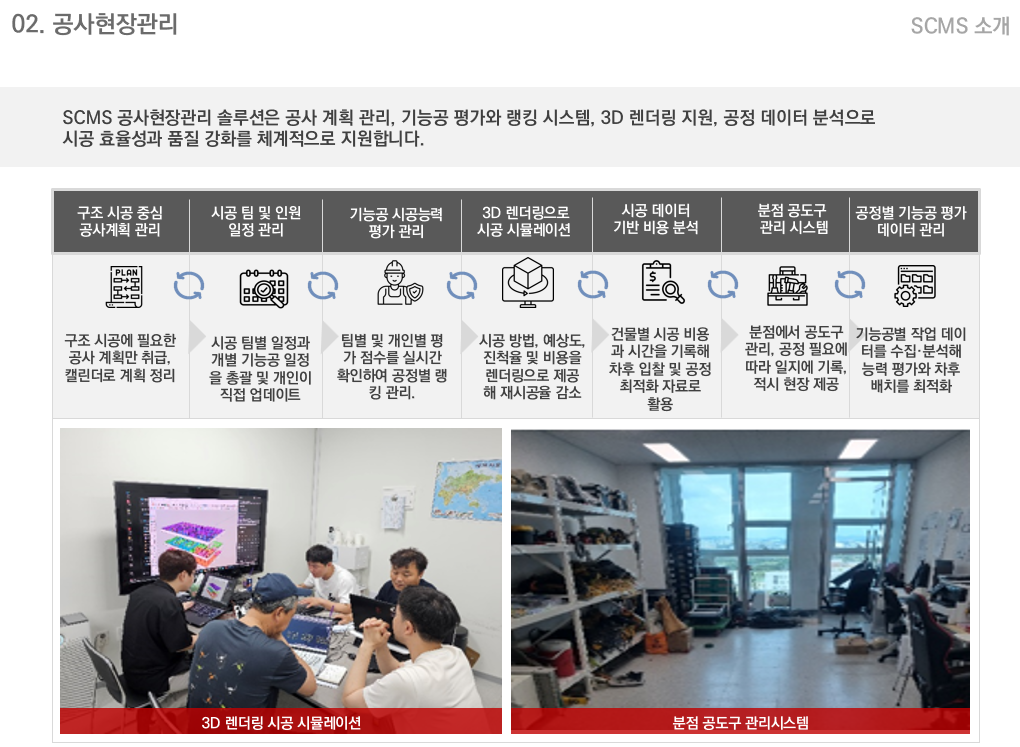 02. 공사현장관리
SCMS 소개
SCMS 공사현장관리 솔루션은 공사 계획 관리, 기능공 평가와 랭킹 시스템, 3D 렌더링 지원, 공정 데이터 분석으로
시공 효율성과 품질 강화를 체계적으로 지원합니다.
구조 시공 중심
공사계획 관리
시공 팀 및 인원
일정 관리
기능공 시공능력
평가 관리
3D 렌더링으로
시공 시뮬레이션
시공 데이터
기반 비용 분석
분점 공도구
관리 시스템
공정별 기능공 평가
데이터 관리
PLAN
구조 시공에 필요한
공사 계획만 취급,
캘린더로 계획 정리
시공 팀별 일정과
개별 기능공 일정
을 총괄 및 개인이
직접 업데이트
팀별 및 개인별 평
가 점수를 실시간
확인하여 공정별 랭
킹 관리.
시공 방법, 예상도,
진척율 및 비용을
렌더링으로 제공
해 재시공율 감소
건물별 시공 비용
과 시간을 기록해
차후 입찰 및 공정
최적화 자료로
활용
분점에서 공도구
관리, 공정 필요에
따라 일지에 기록,
적시 현장 제공
기능공별 작업 데이
터를 수집·분석해
능력 평가와 차후
배치를 최적화
3D 렌더링 시공 시뮬레이션
분점 공도구 관리시스템